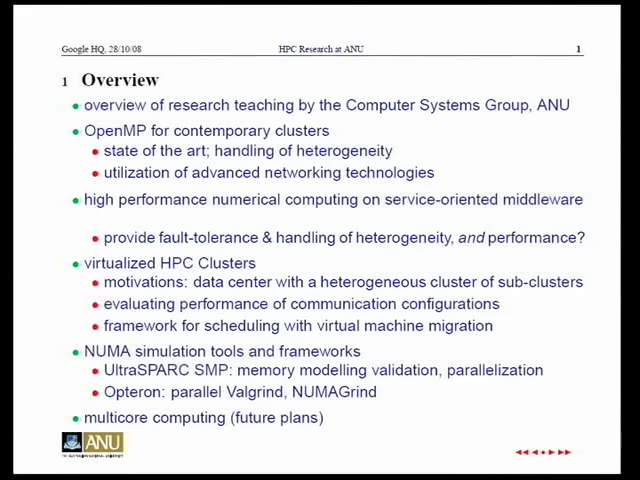 Google HQ, 28/10/08 HPC Research at ANU 1
1 Overview
overview of research teaching by the Computer Systems Group, ANU
OpenMP for contemporary clusters
state of the art; handling of heterogeneity
utilization of advanced networking technologies
high performance numerical computing on service-oriented middleware
provide fault-tolerance & handling of heterogeneity, and performance?
virtualized HPC Clusters
motivations: data center with a heterogeneous cluster of sub-clusters
evaluating performance of communication configurations
framework for scheduling with virtual machine migration
NUMA simulation tools and frameworks
UltraSPARC SMP: memory modelling validation, parallelization
Opteron: parallel Valgrind, NUMAGrind
multicore computing (future plans)
ANU
THE AUSTRALIAN NATIONAL UNIVERSITY